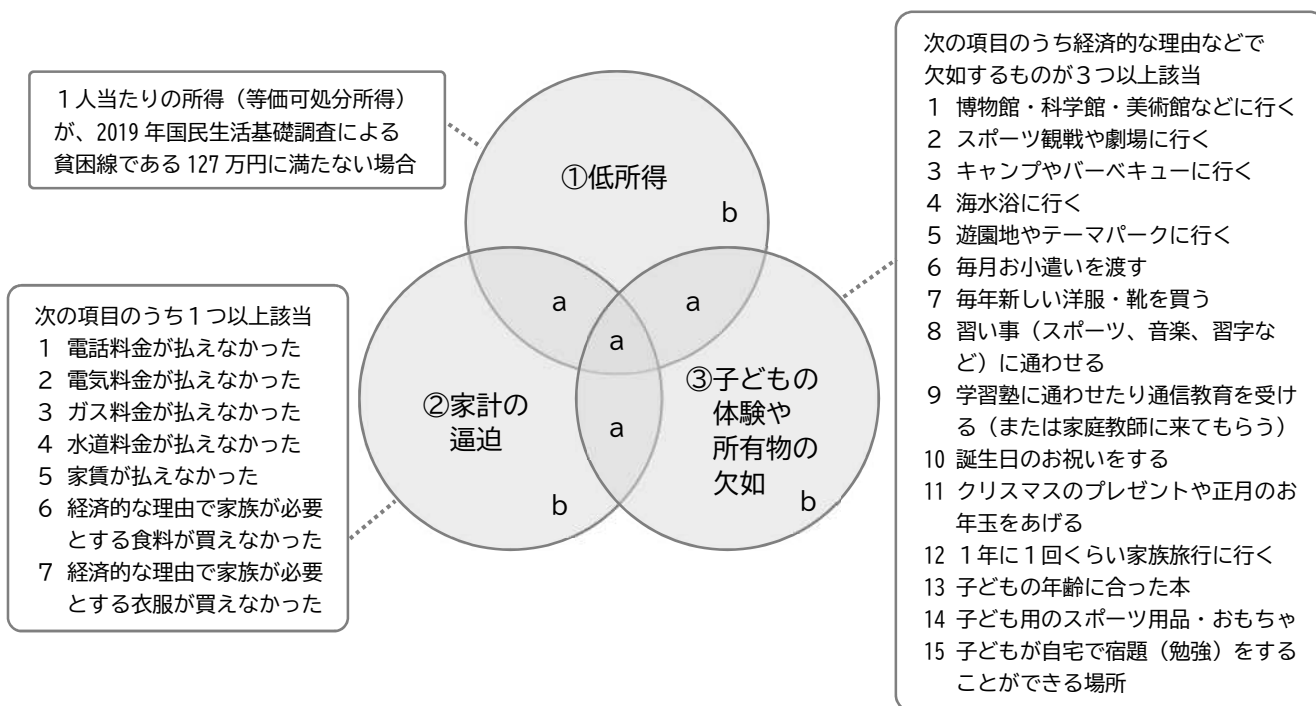 １人当たりの所得（等価可処分所得）
が、2019 年国民生活基礎調査による
貧困線である 127 万円に満たない場合
①低所得
b
a
a
a
②家計の
逼迫
a
b
③子どもの
体験や
所有物の
欠如
b
次の項目のうち１つ以上該当
１ 電話料金が払えなかった
２ 電気料金が払えなかった
３ ガス料金が払えなかった
４ 水道料金が払えなかった
５ 家賃が払えなかった
６ 経済的な理由で家族が必要
とする食料が買えなかった
７ 経済的な理由で家族が必要
とする衣服が買えなかった
次の項目のうち経済的な理由などで
欠如するものが３つ以上該当
１ 博物館・科学館・美術館などに行く
２ スポーツ観戦や劇場に行く
３ キャンプやバーベキューに行く
４ 海水浴に行く
５ 遊園地やテーマパークに行く
６ 毎月お小遣いを渡す
７ 毎年新しい洋服・靴を買う
８ 習い事（スポーツ、音楽、習字な
ど）に通わせる
９ 学習塾に通わせたり通信教育を受け
る（または家庭教師に来てもらう）
10 誕生日のお祝いをする
11 クリスマスのプレゼントや正月のお
年玉をあげる
12 １年に１回くらい家族旅行に行く
13 子どもの年齢に合った本
14 子ども用のスポーツ用品・おもちゃ
15 子どもが自宅で宿題（勉強）をする
ことができる場所